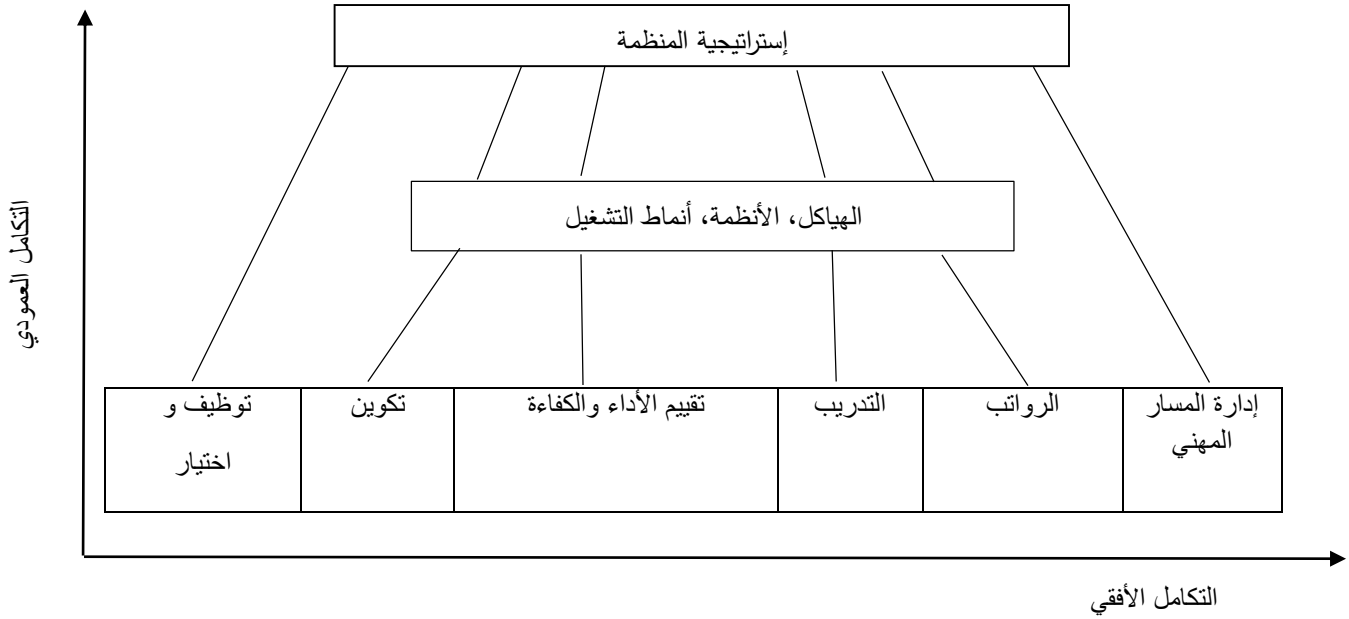 إستراتيجية المنظمة
الهياكل، الأنظمة، أنماط التشغيل
التكامل العمودي
إدارة المسار
المهني
الرواتب
التدريب
تقييم الأداء والكفاءة
تكوين
توظيف و
اختيار
التكامل الأفقي